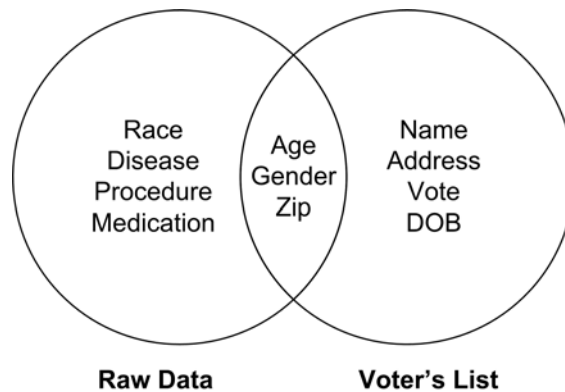 Race
Disease
Procedure
Medication
Age
Gender
Zip
Name
Address
Vote
DOB
Raw Data
Voter's List